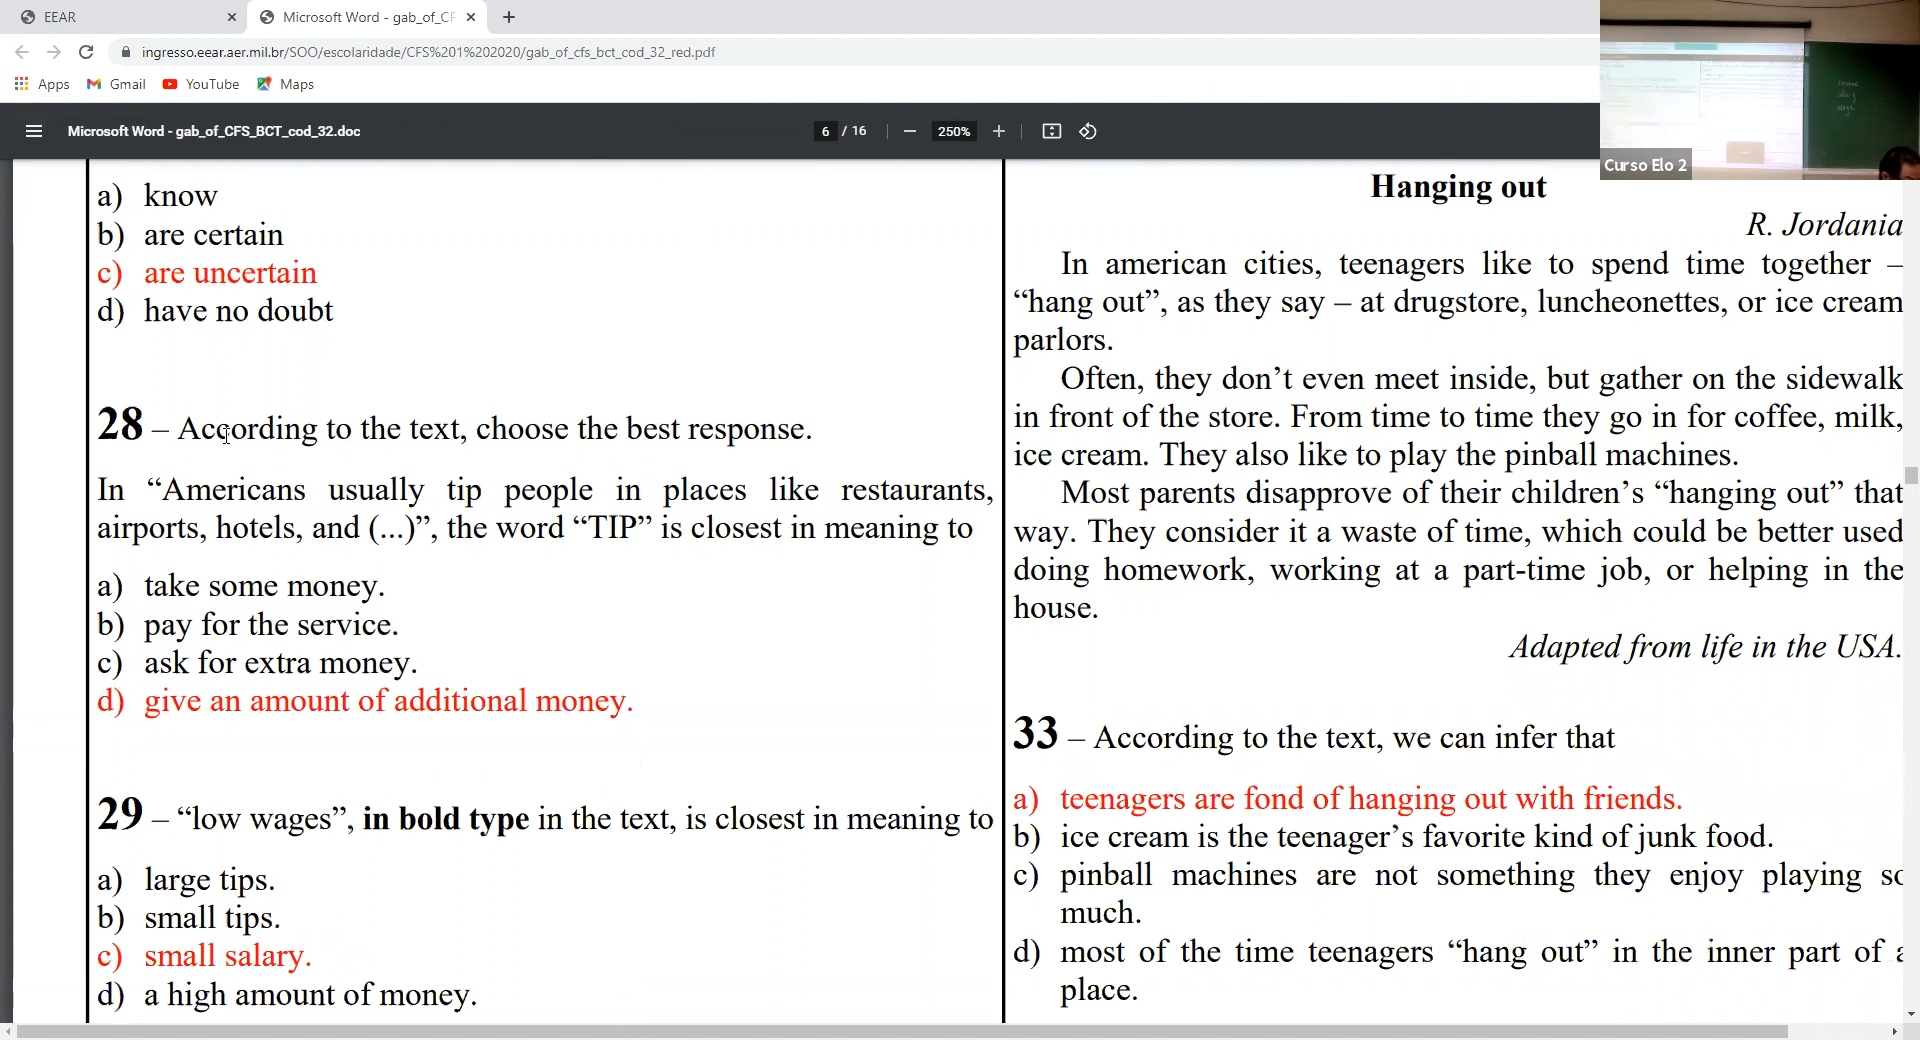 EEAR
Microsoft Word - gab_of_CF
ingresso.eear.aer.mil.br/SOO/escolaridade/CFS%201%202020/gab_of_cfs_bct_cod_32_red.pdf
Apps
Gmail
YouTube
Maps
Microsoft Word - gab_of_CFS_BCT_cod_32.doc
6 / 16
250%
Curso Elo 2
a) know
b) are certain
c) are uncertain
d) have no doubt
28 – According to the text, choose the best response.
In “Americans usually tip people in places like restaurants,
airports, hotels, and (...)”, the word “TIP” is closest in meaning to
a) take some money.
b) pay for the service.
c) ask for extra money.
d) give an amount of additional money.
29 – “low wages”, in bold type in the text, is closest in meaning to
a) large tips.
b) small tips.
c) small salary.
d) a high amount of money.
Hanging out
R. Jordania
In american cities, teenagers like to spend time together –
“hang out”, as they say – at drugstore, luncheonettes, or ice cream
parlors.
Often, they don’t even meet inside, but gather on the sidewalk
in front of the store. From time to time they go in for coffee, milk,
ice cream. They also like to play the pinball machines.
Most parents disapprove of their children’s “hanging out” that
way. They consider it a waste of time, which could be better used
doing homework, working at a part-time job, or helping in the
house.
Adapted from life in the USA.
33 – According to the text, we can infer that
a) teenagers are fond of hanging out with friends.
b) ice cream is the teenager’s favorite kind of junk food.
c) pinball machines are not something they enjoy playing so
much.
d) most of the time teenagers “hang out” in the inner part of a
place.